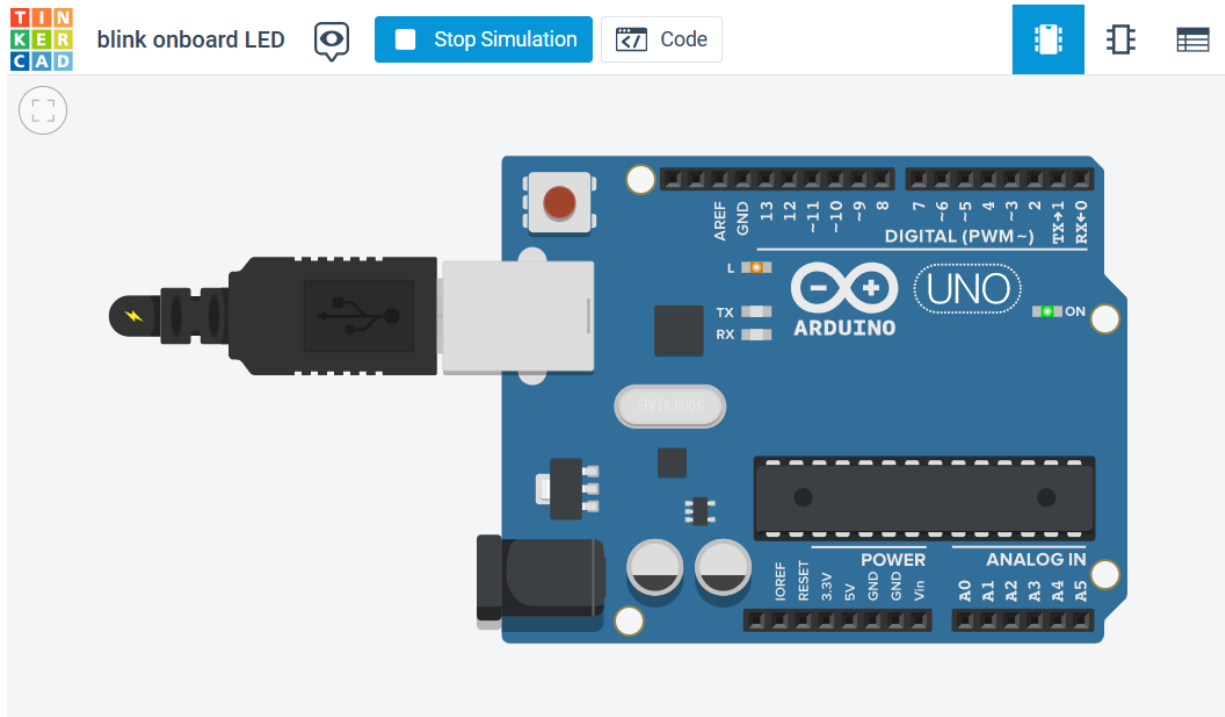 TIN
KER
CAD
blink onboard LED
Stop Simulation
Code
AREF
GND
13
12
~11
~10
~9
8
7
~6
~5
4
~3
2
TX→1
RX←0
DIGITAL (PWM~)
L
TX
RX
ARDUINO
UNO
ON
SPK16.000G
POWER
ANALOG IN
IOREF
RESET
3.3V
5V
GND
GND
Vin
A0
A1
A2
A3
A4
A5